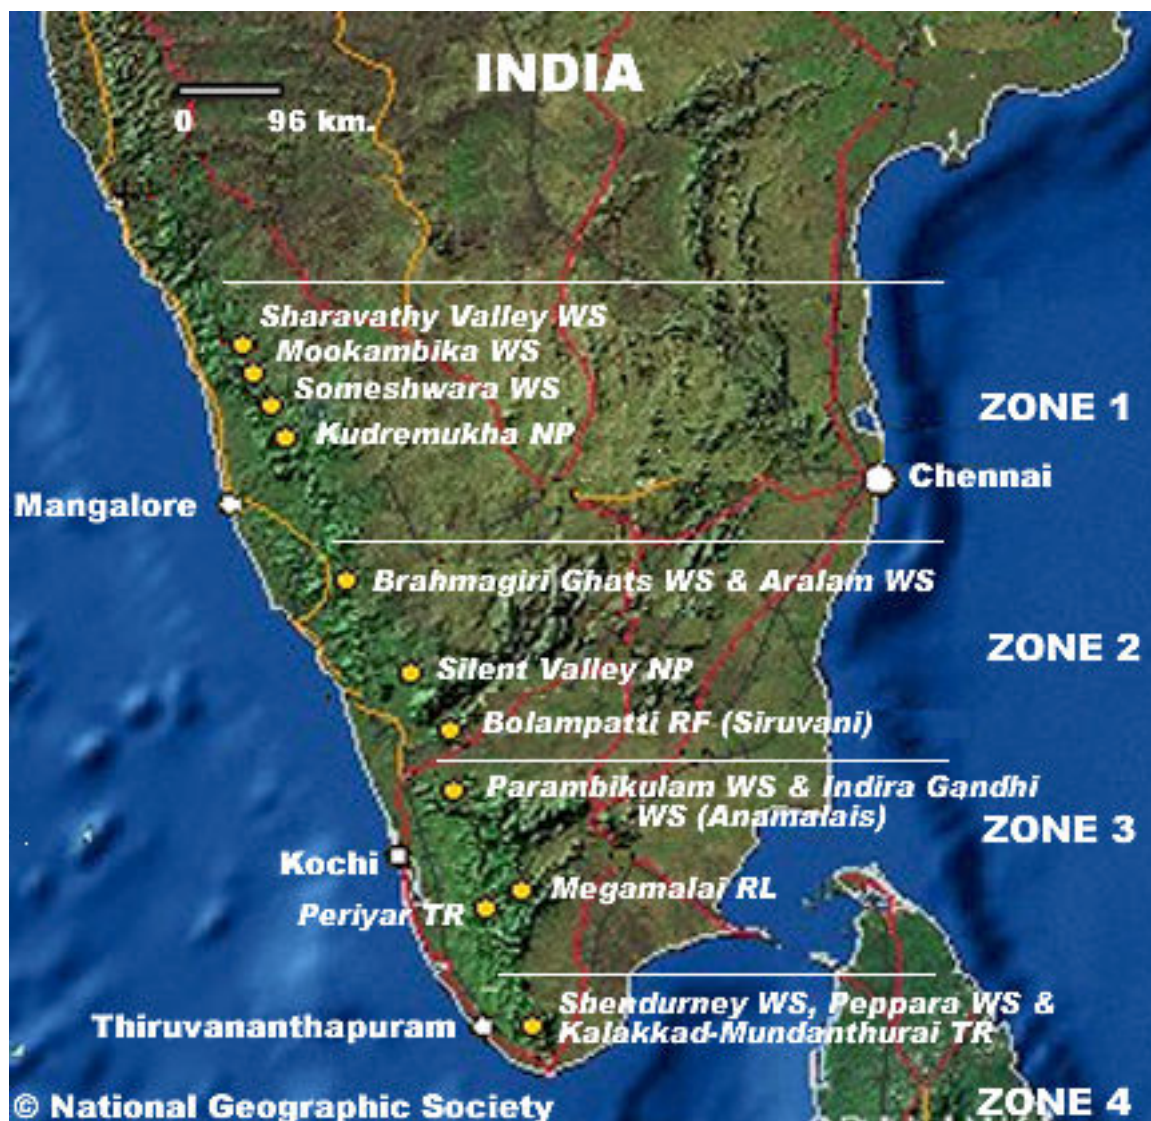 INDIA
0 96 km.
Sharavathy Valley WS
Mookambika WS
Someshwara WS
ZONE 1
Kudremukha NP
Chennai
Mangalore
Brahmagiri Ghats WS & Aralam WS
ZONE 2
Silent Valley NP
Bolampatti RF (Siruvani)
Parambikulam WS & Indira Gandhi
WS (Anamalais)
ZONE 3
Kochi
Megamalai RL
Periyar TR
Shendurney WS, Peppara WS &
Thiruvananthapuram
Kalakkad-Mundanthurai TR
ZONE 4
© National Geographic Society